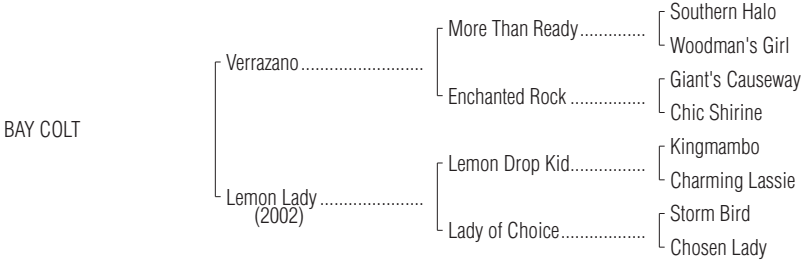 Southern Halo
More Than Ready..............
Woodman's Girl
Verrazano..........................
Giant's Causeway
Enchanted Rock ................
Chic Shirine
BAY COLT
Kingmambo
Lemon Drop Kid................
Charming Lassie
Lemon Lady ......................
(2002)
Storm Bird
Lady of Choice..................
Chosen Lady